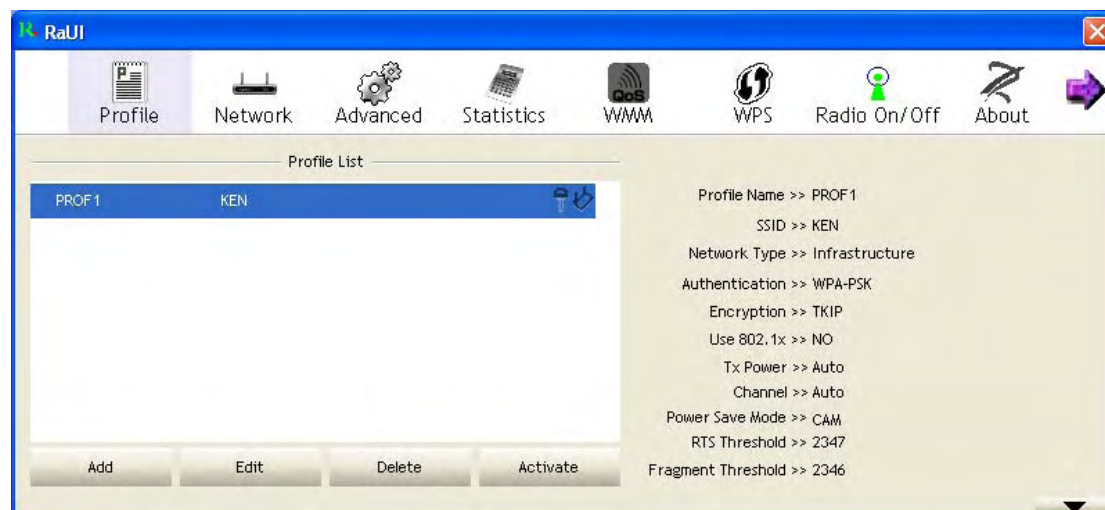 RaUI
Profile Network Advanced Statistics QoS WMM WPS Radio On/Off About
Profile List
PROF1 KEN
Add Edit Delete Activate
Profile Name >> PROF1
SSID >> KEN
Network Type >> Infrastructure
Authentication >> WPA-PSK
Encryption >> TKIP
Use 802.1x >> NO
Tx Power >> Auto
Channel >> Auto
Power Save Mode >> CAM
RTS Threshold >> 2347
Fragment Threshold >> 2346